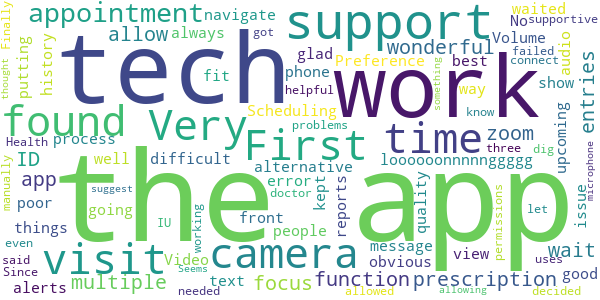 Finally appointment navigate support waited No supportive
thought putting history allow always glad wonderful Volume got failed audio
tech work
fit phone Preference best way connect show entries
found Very First time zoom helpful Scheduling something
Health process ID well difficult alternative loooooonnnnnggggg problems know three dig upcoming
app the app
manually poor going error kept reports quality message obvious view permissions issue microphone
things IU working front people doctor let good
visit camera function prescription wait
said even Since alerts multiple suggest Video text Seems needed focus allowed allowing decided uses